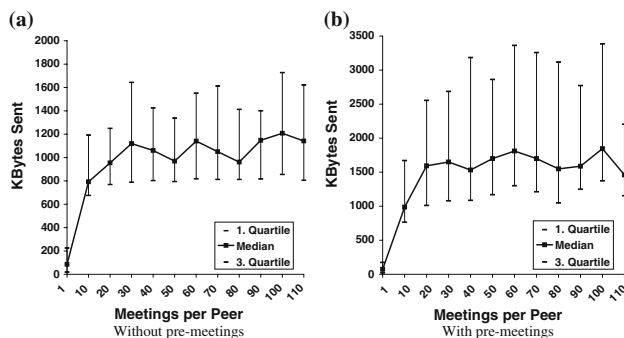 (a)
2000
1800
1600
1400
1200
1000
800
600
400
200
0
KBytes Sent
1. Quartile
Median
3. Quartile
1 10 20 30 40 50 60 70 80 90 100 110
Meetings per Peer
Without pre-meetings
(b)
3500
3000
2500
2000
1500
1000
500
0
KBytes Sent
1. Quartile
Median
3. Quartile
1 10 20 30 40 50 60 70 80 90 100 110
Meetings per Peer
With pre-meetings